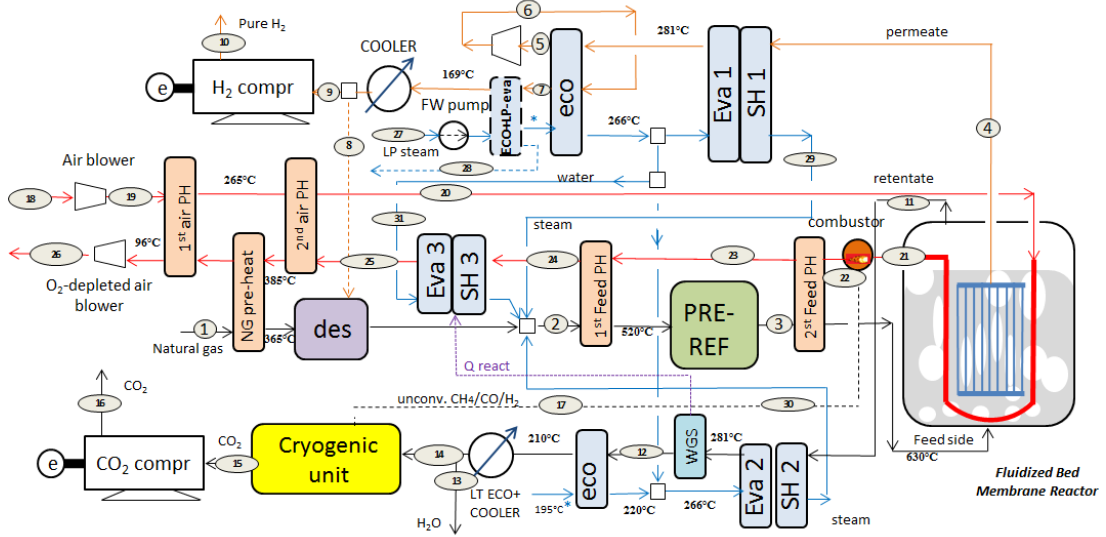 6
Pure H₂
10
COOLER
5
281°C
permeate
e
H₂ compr
9
169°C
7
eco
Eva 1
SH 1
FW pump
ECO+LP-eva
4
27
*
266°C
LP steam
8
28
29
Air blower
water
retentate
18
19
1st air PH
265°C
2nd air PH
20
11
31
steam
combustor
26
96°C
25
Eva 3
SH 3
24
23
21
22
O₂-depleted air
blower
NG pre-heat
385°C
1
Natural gas
365°C
des
2
1st Feed PH
520°C
PRE-
REF
3
2st Feed PH
Q react
CO₂
16
unconv. CH4/CO/H₂
17
30
Feed side
630°C
e
CO₂ compr
CO₂
15
Cryogenic
unit
14
13
210°C
eco
12
WGS
281°C
Eva 2
SH 2
Fluidized Bed
Membrane Reactor
LT ECO+
COOLER
195°C
*
220°C
266°C
H₂O
steam